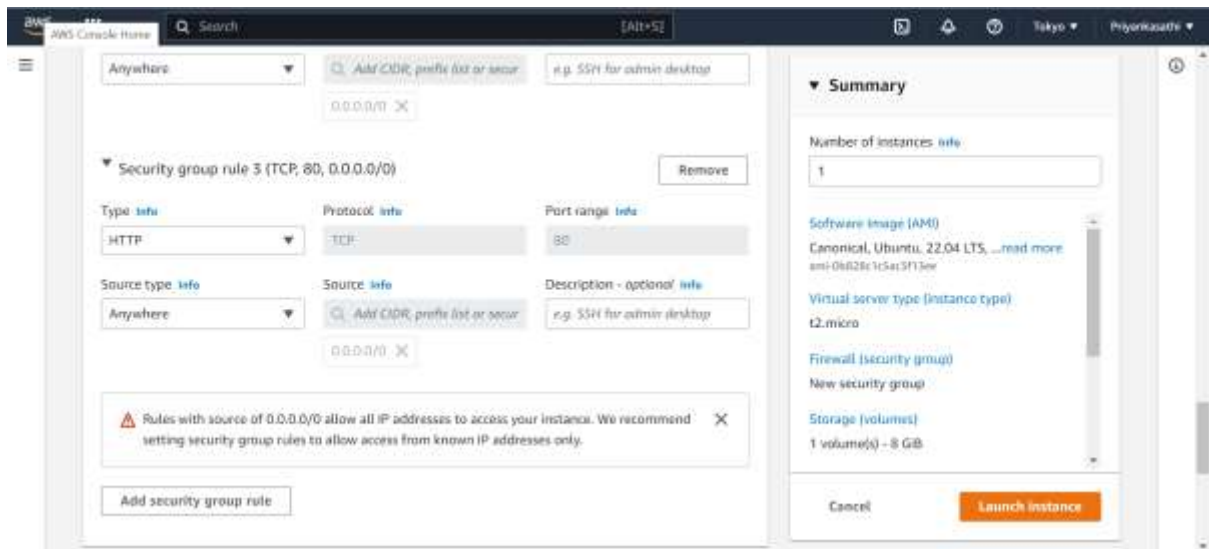 aws
AWS Console Home
Search
[Alt+S]
Tokyo
Priyankasathi
Anywhere
Add CIDR, prefix list or secur
e.g. SSH for admin desktop
0.0.0.0/0
Security group rule 3 (TCP, 80, 0.0.0.0/0)
Remove
Type Info
Protocol Info
Port range Info
HTTP
TCP
80
Source type Info
Source Info
Description - optional Info
Anywhere
Add CIDR, prefix list or secur
e.g. SSH for admin desktop
0.0.0.0/0
Rules with source of 0.0.0.0/0 allow all IP addresses to access your instance. We recommend
setting security group rules to allow access from known IP addresses only.
Add security group rule
Summary
Number of instances Info
1
Software Image (AMI)
Canonical, Ubuntu, 22.04 LTS, ...read more
ami-0b828c1c5ac3f13ee
Virtual server type (instance type)
t2.micro
Firewall (security group)
New security group
Storage (volumes)
1 volume(s) - 8 GiB
Cancel
Launch instance